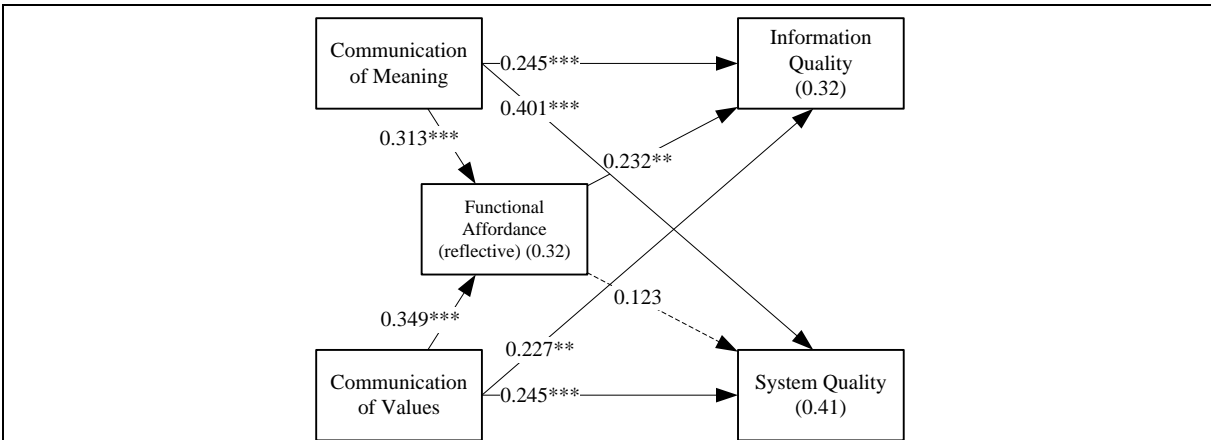 Communication
of Meaning
Information
Quality
(0.32)
0.245***
0.401***
0.313***
0.232**
Functional
Affordance
(reflective) (0.32)
0.123
0.349***
0.227**
Communication
of Values
0.245***
System Quality
(0.41)